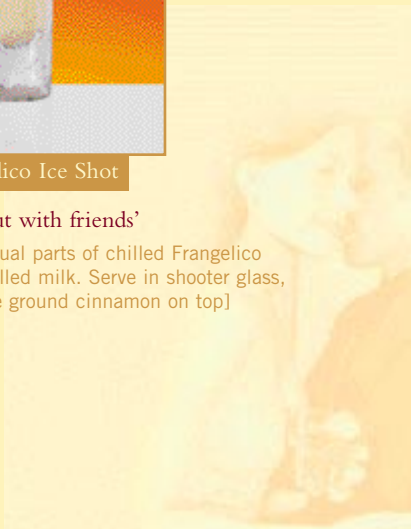 lico Ice Shot
ut with friends’
ual parts of chilled Frangelico
lled milk. Serve in shooter glass,
e ground cinnamon on top]